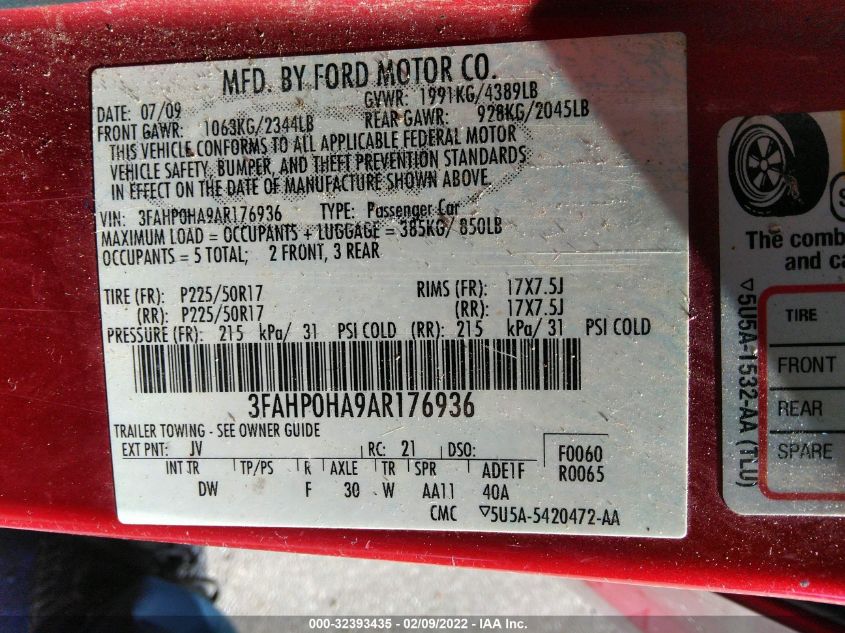 MFD. BY FORD MOTOR CO.
DATE: 07/09
GVWR: 1991KG/4389LB
FRONT GAWR: 1063KG/2344LB
REAR GAWR: 928KG/2045LB
THIS VEHICLE CONFORMS TO ALL APPLICABLE FEDERAL MOTOR
VEHICLE SAFETY, BUMPER, AND THEFT PREVENTION STANDARDS
IN EFFECT ON THE DATE OF MANUFACTURE SHOWN ABOVE.
VIN: 3FAHP0HA9AR176936 TYPE: Passenger Car
MAXIMUM LOAD = OCCUPANTS + LUGGAGE = 385KG/ 850LB
OCCUPANTS = 5 TOTAL; 2 FRONT, 3 REAR
TIRE (FR): P225/50R17 RIMS (FR): 17X7.5J
(RR): P225/50R17 (RR): 17X7.5J
PRESSURE (FR): 215 kPa/ 31 PSI COLD (RR): 215 kPa/ 31 PSI COLD
3FAHP0HA9AR176936
TRAILER TOWING - SEE OWNER GUIDE
EXT PNT: JV RC: 21 DSO: F0060
R0065
INT TR TP/PS R AXLE TR SPR ADE1F
DW F 30 W AA11 40A
CMC ▽5U5A-5420472-AA
The comb
and ca
▽5U5A-1532-AA (TLU)
TIRE
FRONT
REAR
SPARE
000-32393435 - 02/09/2022 - IAA Inc.